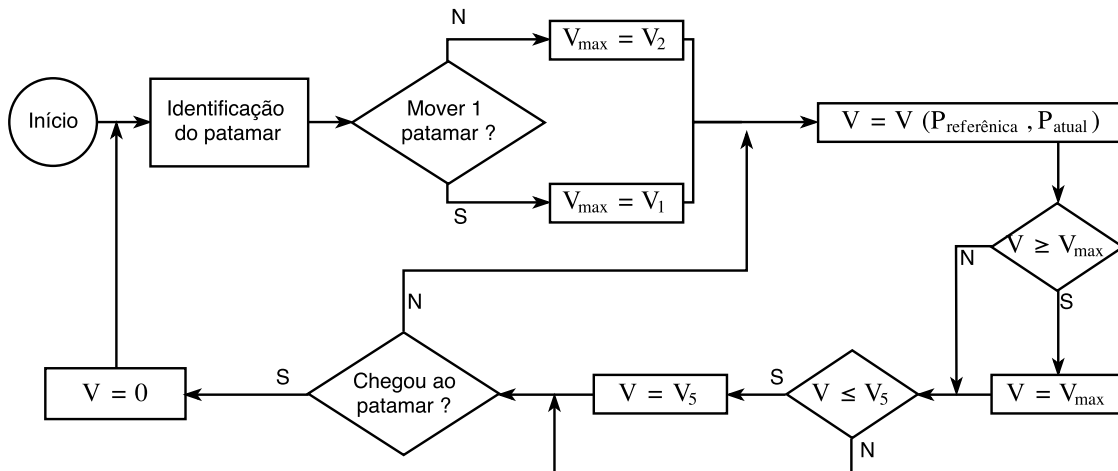 N
V_max = V_2
Início
Identificação
do patamar
Mover 1
patamar ?
V = V (P_referênica , P_atual)
S
V_max = V_1
V ≥ V_max
N
S
N
V = 0
S
Chegou ao
patamar ?
V = V_5
S
V ≤ V_5
V = V_max
N